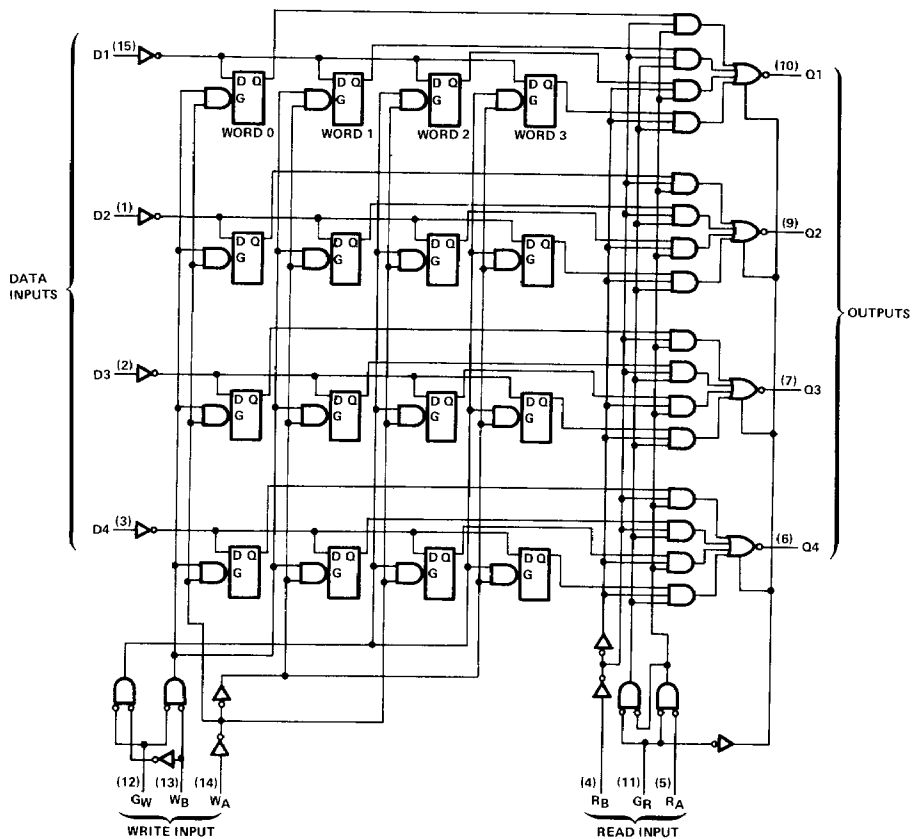 (15)
D1
D Q
G
D Q
G
D Q
G
D Q
G
WORD 0
WORD 1
WORD 2
WORD 3
(10)
Q1
(1)
D2
D Q
G
D Q
G
D Q
G
D Q
G
(9)
Q2
DATA
INPUTS
OUTPUTS
(2)
D3
D Q
G
D Q
G
D Q
G
D Q
G
(7)
Q3
(3)
D4
D Q
G
D Q
G
D Q
G
D Q
G
(6)
Q4
(12)
GW
(13)
WB
(14)
WA
WRITE INPUT
(4)
RB
(11)
GR
(5)
RA
READ INPUT